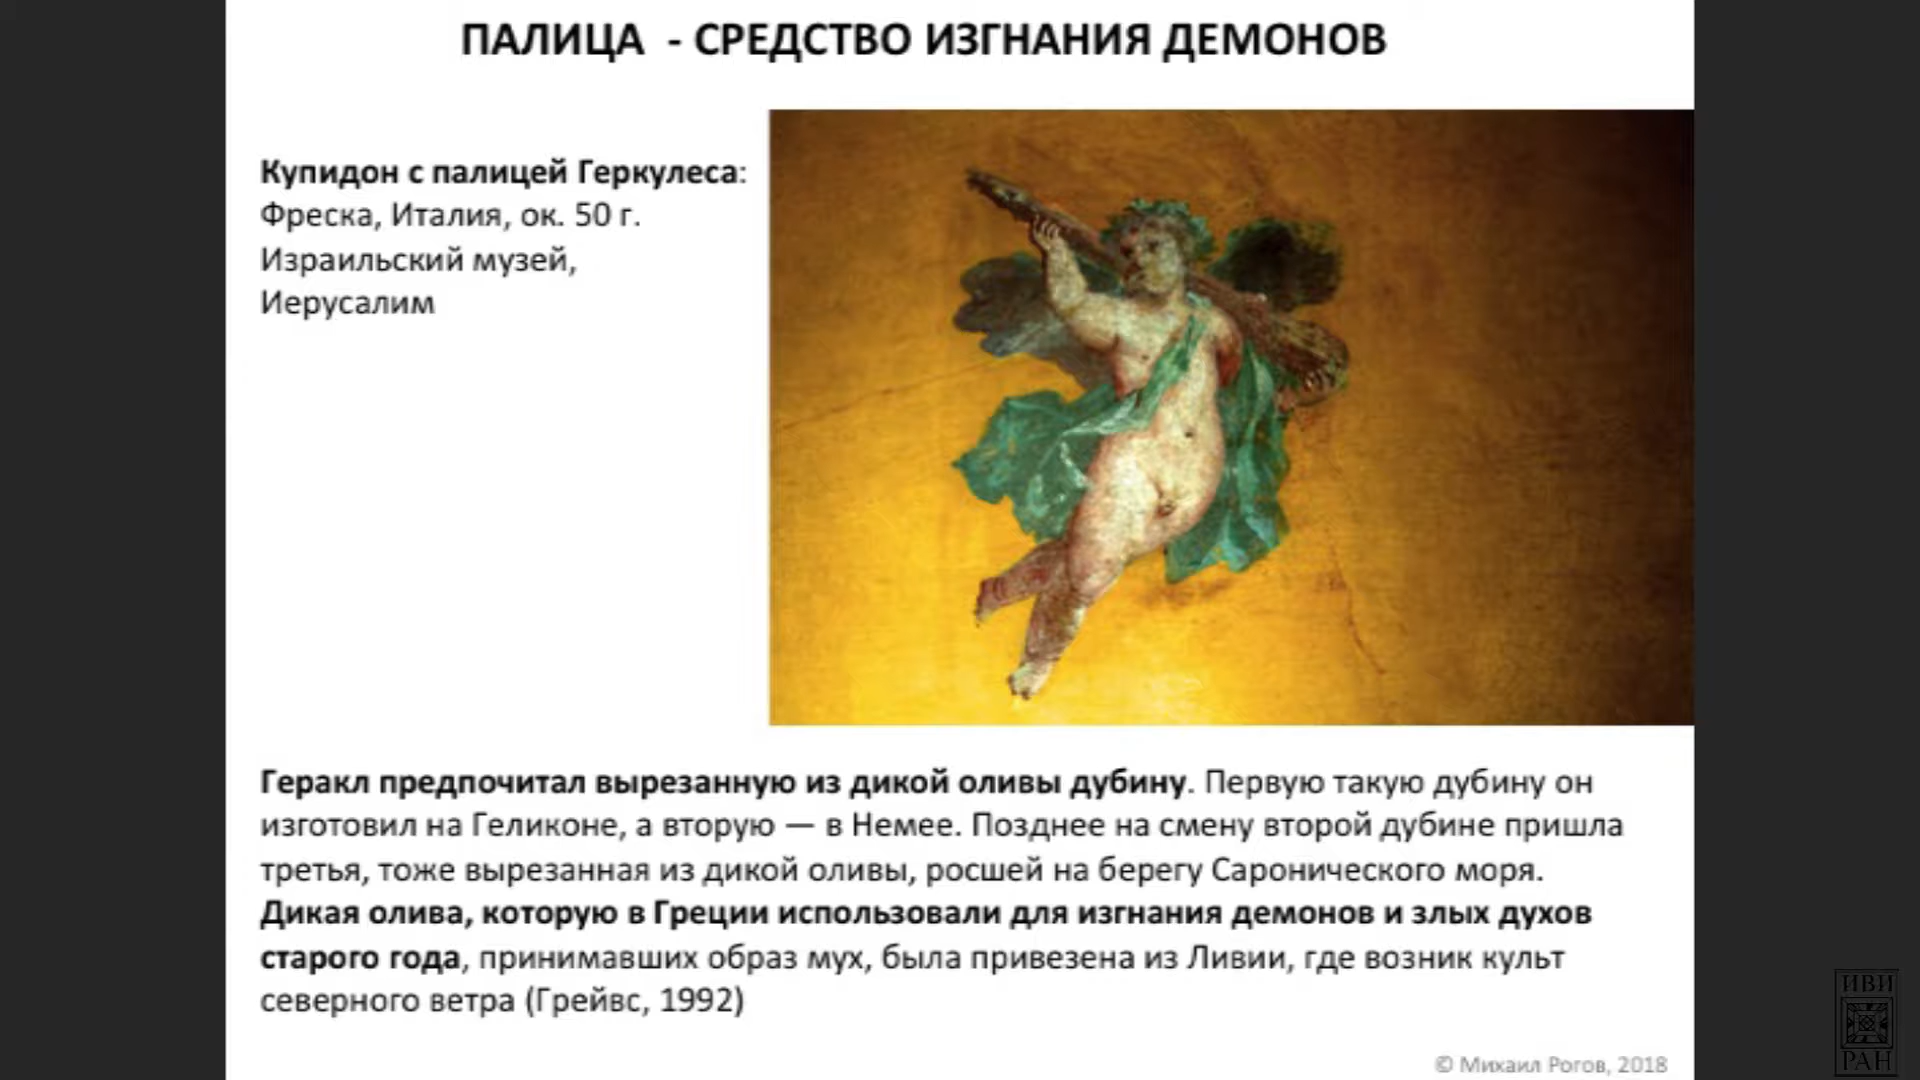 ПАЛИЦА - СРЕДСТВО ИЗГНАНИЯ ДЕМОНОВ
Купидон с палицей Геркулеса:
Фреска, Италия, ок. 50 г.
Израильский музей,
Иерусалим
Геракл предпочитал вырезанную из дикой оливы дубину. Первую такую дубину он
изготовил на Геликоне, а вторую — в Немее. Позднее на смену второй дубине пришла
третья, тоже вырезанная из дикой оливы, росшей на берегу Саронического моря.
Дикая олива, которую в Греции использовали для изгнания демонов и злых духов
старого года, принимавших образ мух, была привезена из Ливии, где возник культ
северного ветра (Грейвс, 1992)
© Михаил Рогов, 2018
ИВИ
РАН